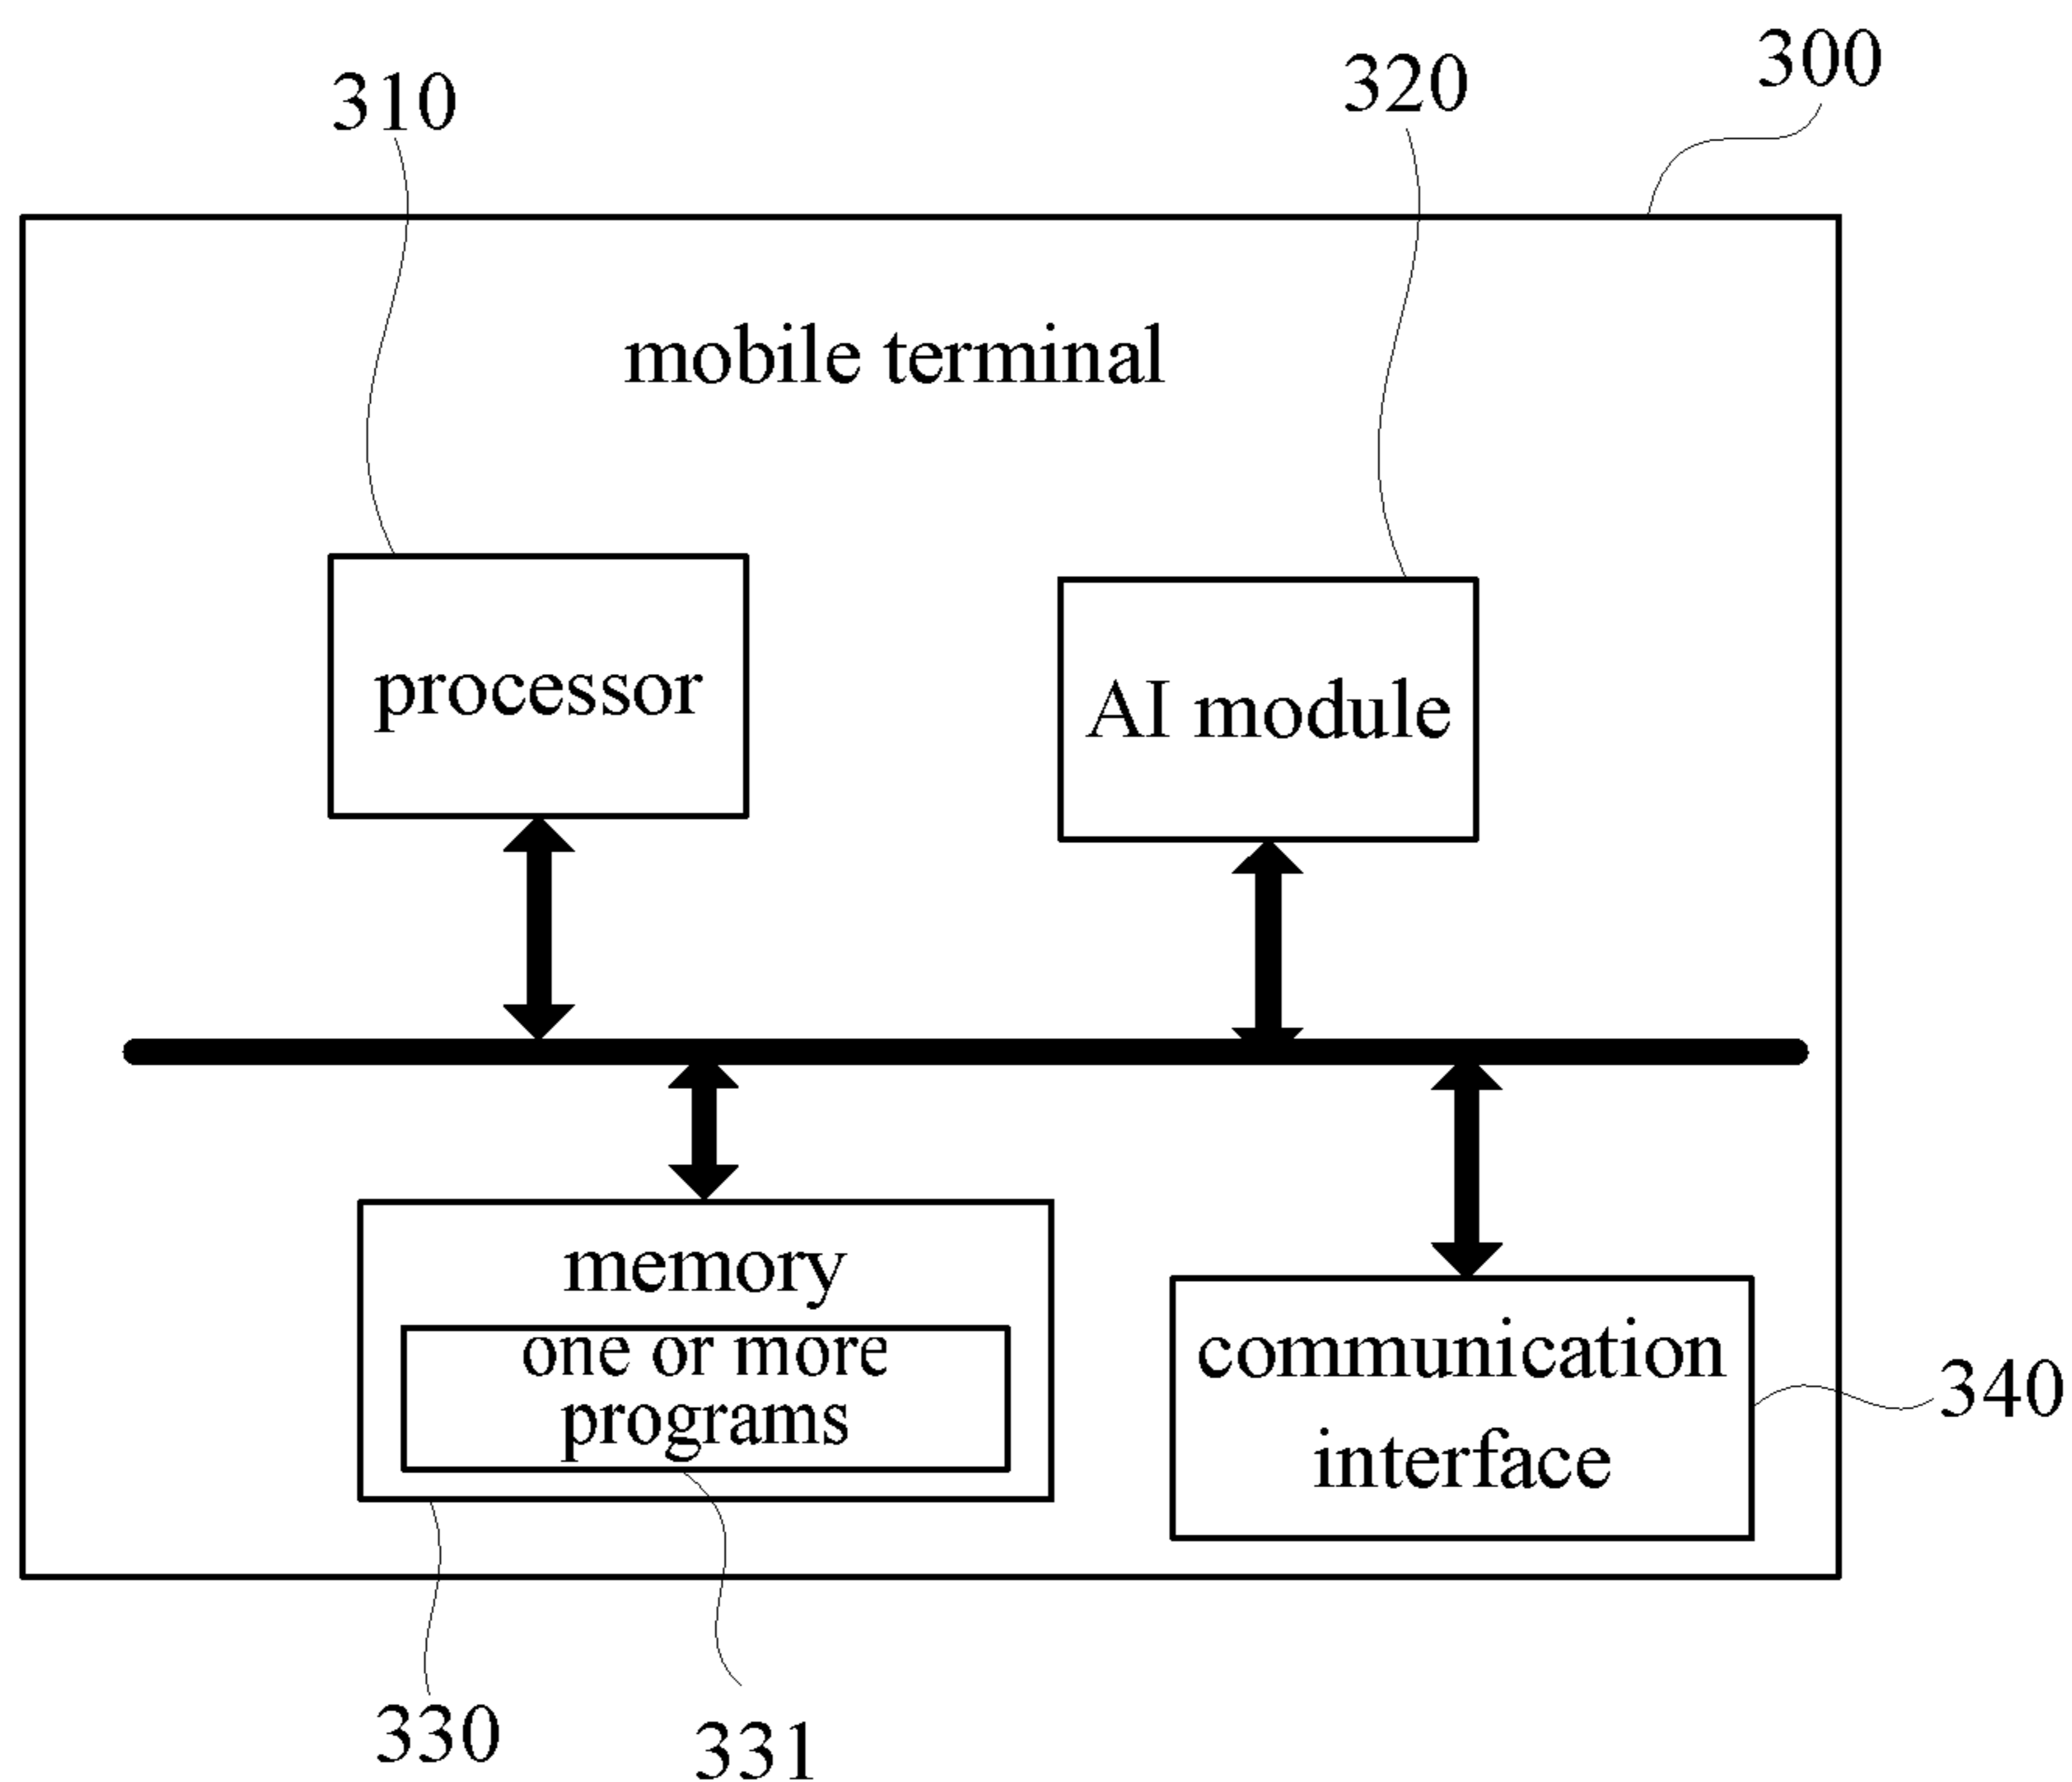 300
310
320
mobile terminal
processor
AI module
memory
one or more
programs
communication
interface
340
330
331